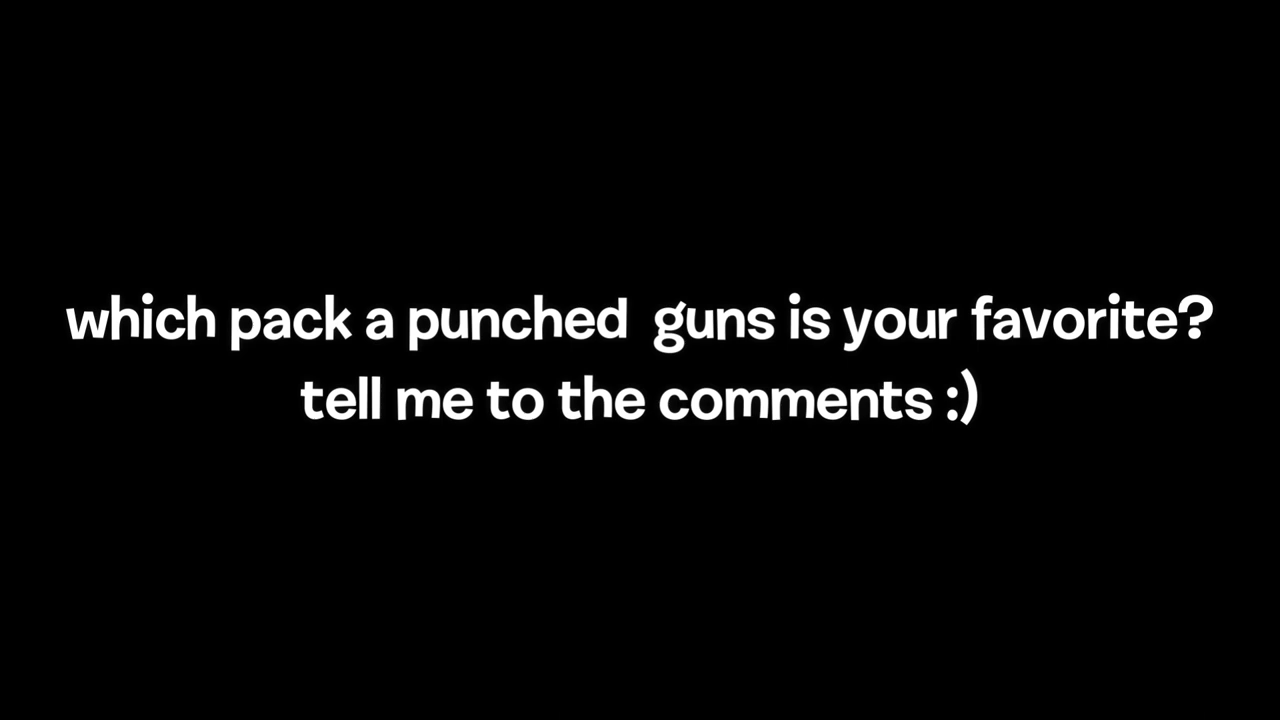 which pack a punched  guns is your favorite?
tell me to the comments :)